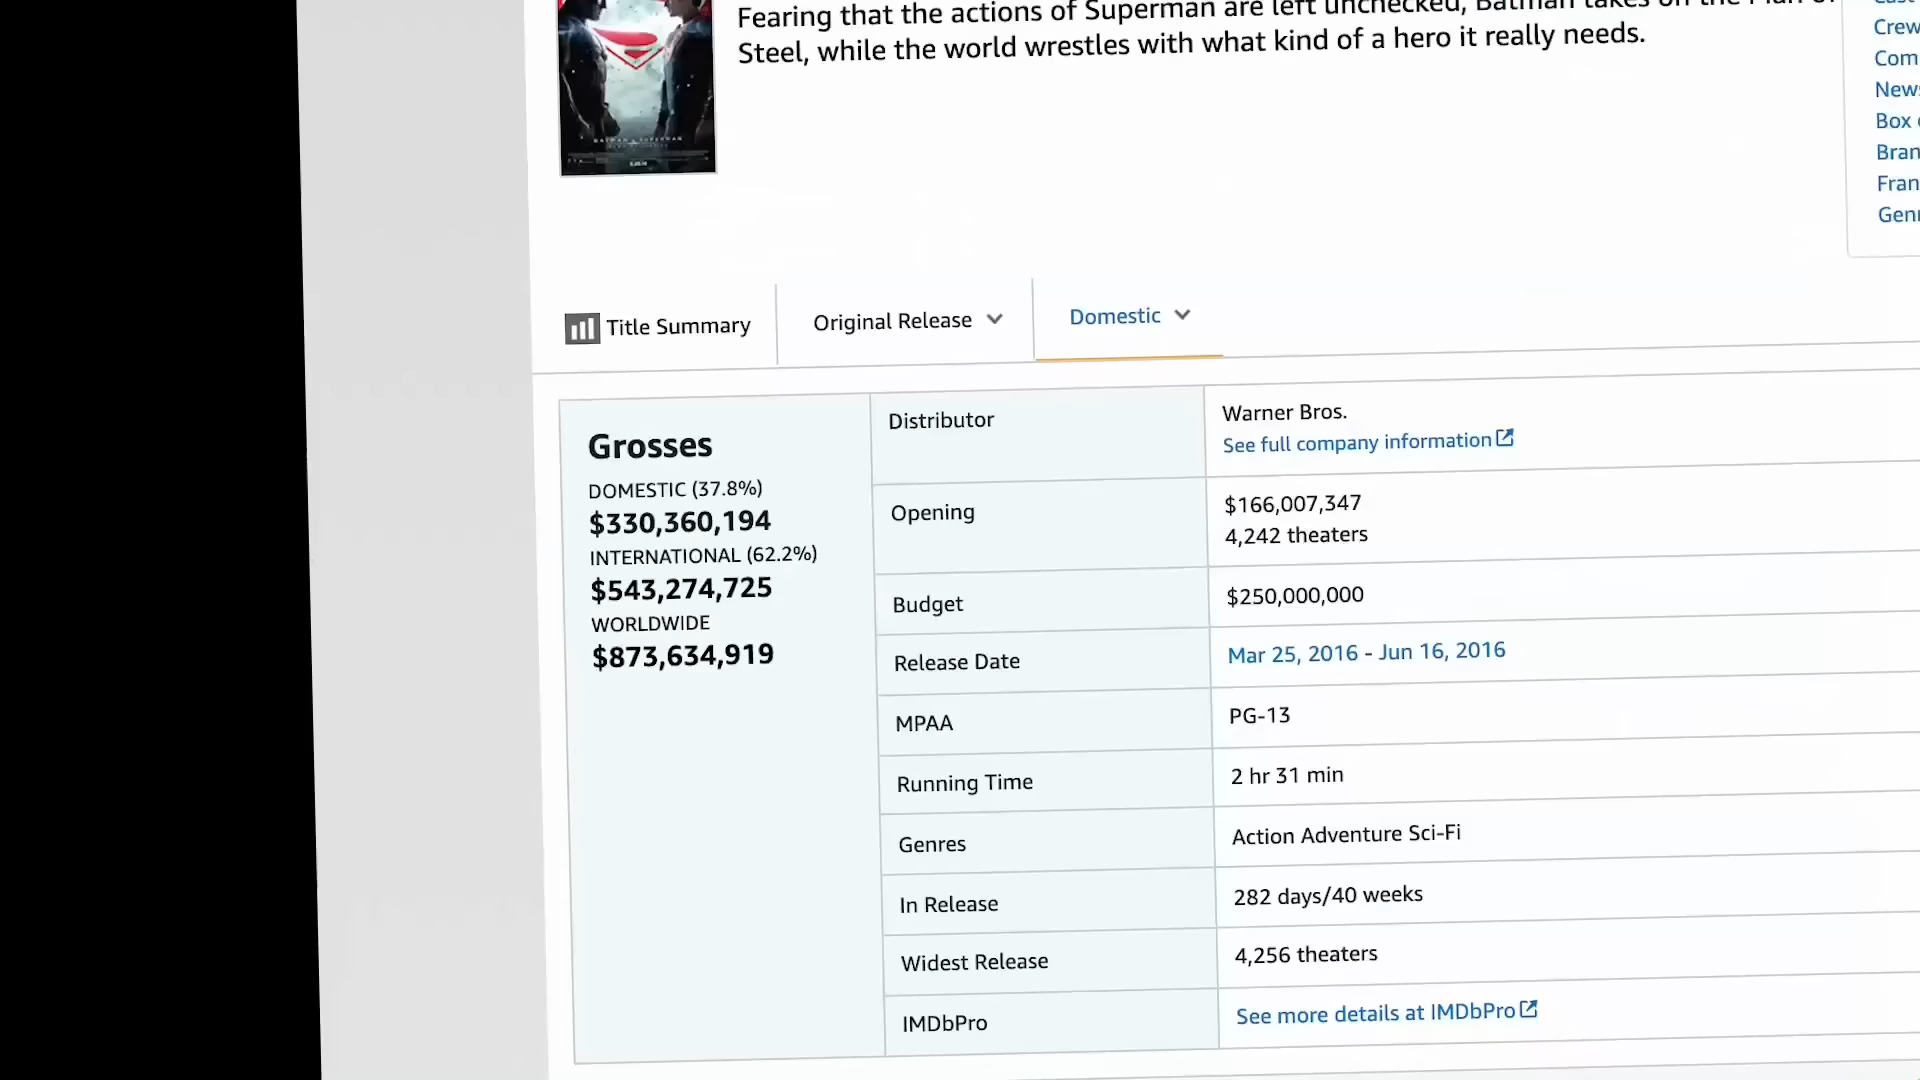 Fearing that the actions of Superman are left unchecked, Batman takes on the Man of
Steel, while the world wrestles with what kind of a hero it really needs.
Crew
Com
News
Box
Bran
Fran
Genr
Title Summary
Original Release
Domestic
Grosses
DOMESTIC (37.8%)
$330,360,194
INTERNATIONAL (62.2%)
$543,274,725
WORLDWIDE
$873,634,919
Distributor
Warner Bros.
See full company information
Opening
$166,007,347
4,242 theaters
Budget
$250,000,000
Release Date
Mar 25, 2016 - Jun 16, 2016
MPAA
PG-13
Running Time
2 hr 31 min
Genres
Action Adventure Sci-Fi
In Release
282 days/40 weeks
Widest Release
4,256 theaters
IMDbPro
See more details at IMDbPro